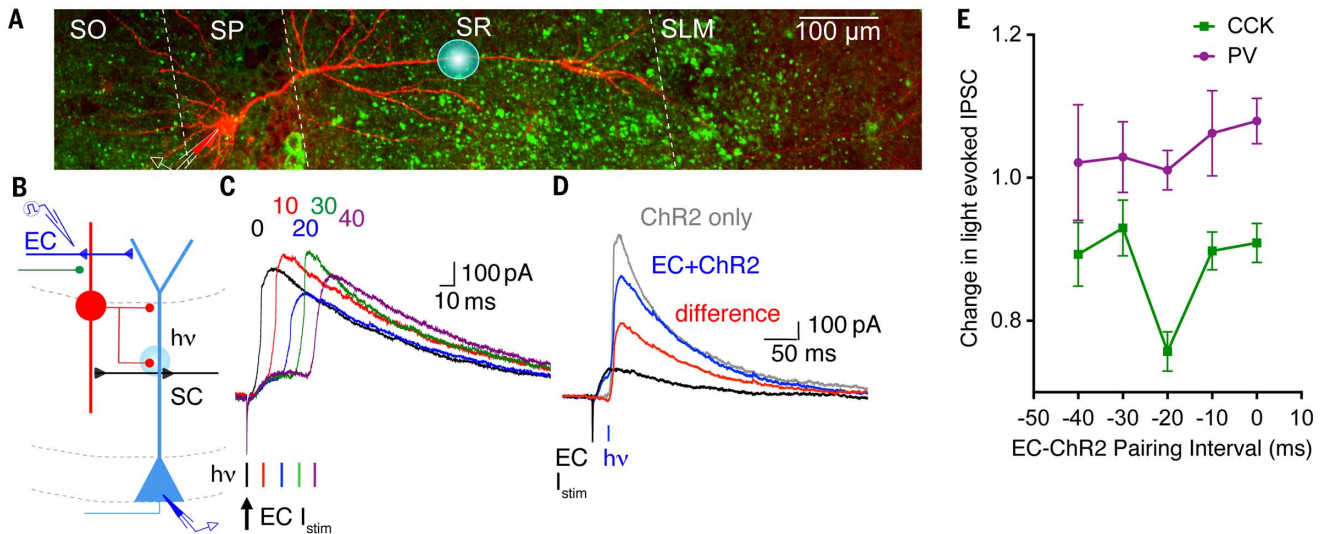 A
SO
SP
SR
SLM
100 µm
B
EC
hν
SC
C
0
10
20
30
40
100 pA
10 ms
hν
EC Istim
D
ChR2 only
EC+ChR2
difference
100 pA
50 ms
EC
Istim
hν
E
CCK
PV
Change in light evoked IPSC
1.2
1.0
0.8
-50
-40
-30
-20
-10
0
10
EC-ChR2 Pairing Interval (ms)